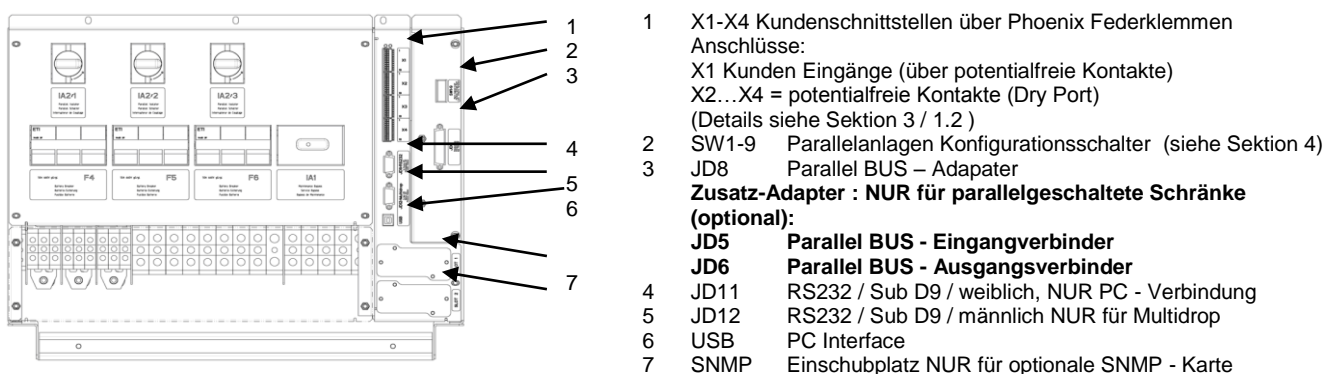 IA2-1
IA2-2
IA2-3
F4
F5
F6
IA1
USB
SLOT 1
SLOT 2
1
2
3
4
5
6
7
1 X1-X4 Kundenschnittstellen über Phoenix Federklemmen
Anschlüsse:
X1 Kunden Eingänge (über potentialfreie Kontakte)
X2…X4 = potentialfreie Kontakte (Dry Port)
(Details siehe Sektion 3 / 1.2 )
2 SW1-9 Parallelanlagen Konfigurationsschalter (siehe Sektion 4)
3 JD8 Parallel BUS – Adapater
Zusatz-Adapter : NUR für parallelgeschaltete Schränke
(optional):
JD5 Parallel BUS - Eingangverbinder
JD6 Parallel BUS - Ausgangsverbinder
4 JD11 RS232 / Sub D9 / weiblich, NUR PC - Verbindung
5 JD12 RS232 / Sub D9 / männlich NUR für Multidrop
6 USB PC Interface
7 SNMP Einschubplatz NUR für optionale SNMP - Karte